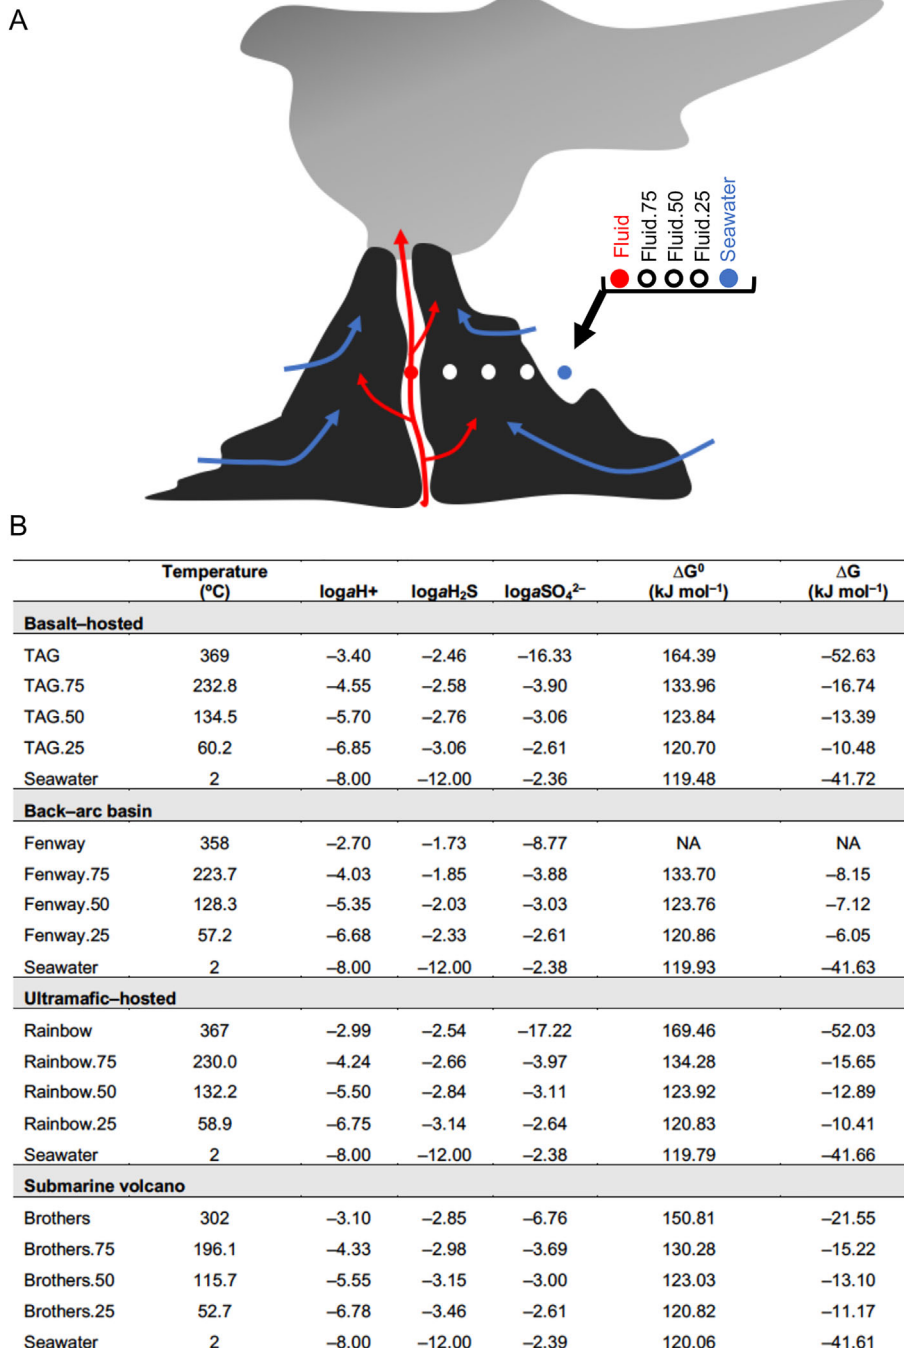 A
Fluid
Fluid.75
Fluid.50
Fluid.25
Seawater
B
Temperature (ºC) logaH+ logaH₂S logaSO₄²⁻ ΔG⁰ (kJ mol⁻¹) ΔG (kJ mol⁻¹)
Basalt–hosted
TAG 369 –3.40 –2.46 –16.33 164.39 –52.63
TAG.75 232.8 –4.55 –2.58 –3.90 133.96 –16.74
TAG.50 134.5 –5.70 –2.76 –3.06 123.84 –13.39
TAG.25 60.2 –6.85 –3.06 –2.61 120.70 –10.48
Seawater 2 –8.00 –12.00 –2.36 119.48 –41.72
Back–arc basin
Fenway 358 –2.70 –1.73 –8.77 NA NA
Fenway.75 223.7 –4.03 –1.85 –3.88 133.70 –8.15
Fenway.50 128.3 –5.35 –2.03 –3.03 123.76 –7.12
Fenway.25 57.2 –6.68 –2.33 –2.61 120.86 –6.05
Seawater 2 –8.00 –12.00 –2.38 119.93 –41.63
Ultramafic–hosted
Rainbow 367 –2.99 –2.54 –17.22 169.46 –52.03
Rainbow.75 230.0 –4.24 –2.66 –3.97 134.28 –15.65
Rainbow.50 132.2 –5.50 –2.84 –3.11 123.92 –12.89
Rainbow.25 58.9 –6.75 –3.14 –2.64 120.83 –10.41
Seawater 2 –8.00 –12.00 –2.38 119.79 –41.66
Submarine volcano
Brothers 302 –3.10 –2.85 –6.76 150.81 –21.55
Brothers.75 196.1 –4.33 –2.98 –3.69 130.28 –15.22
Brothers.50 115.7 –5.55 –3.15 –3.00 123.03 –13.10
Brothers.25 52.7 –6.78 –3.46 –2.61 120.82 –11.17
Seawater 2 –8.00 –12.00 –2.39 120.06 –41.61